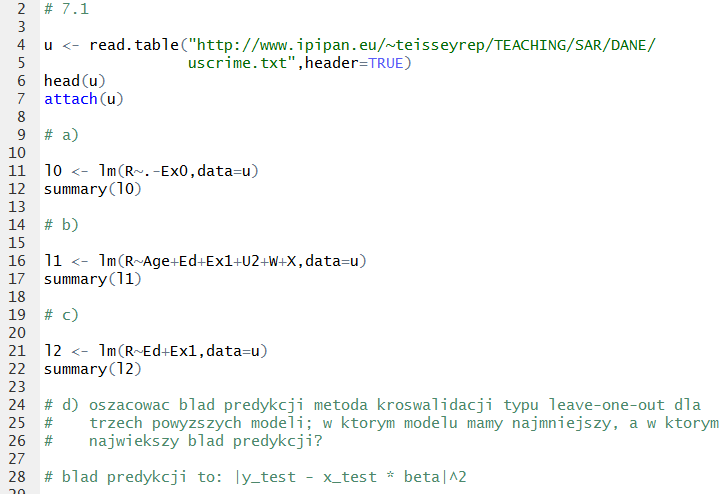 2 # 7.1
3
4 u <- read.table("http://www.ipipan.eu/~teisseyrep/TEACHING/SAR/DANE/
5 uscrime.txt",header=TRUE)
6 head(u)
7 attach(u)
8
9 # a)
10
11 l0 <- lm(R~.-Ex0,data=u)
12 summary(l0)
13
14 # b)
15
16 l1 <- lm(R~Age+Ed+Ex1+U2+W+X,data=u)
17 summary(l1)
18
19 # c)
20
21 l2 <- lm(R~Ed+Ex1,data=u)
22 summary(l2)
23
24 # d) oszacowac blad predykcji metoda kroswalidacji typu leave-one-out dla
25 # trzech powyzszych modeli; w ktorym modelu mamy najmniejszy, a w ktorym
26 # najwiekszy blad predykcji?
27
28 # blad predykcji to: |y_test - x_test * beta|^2